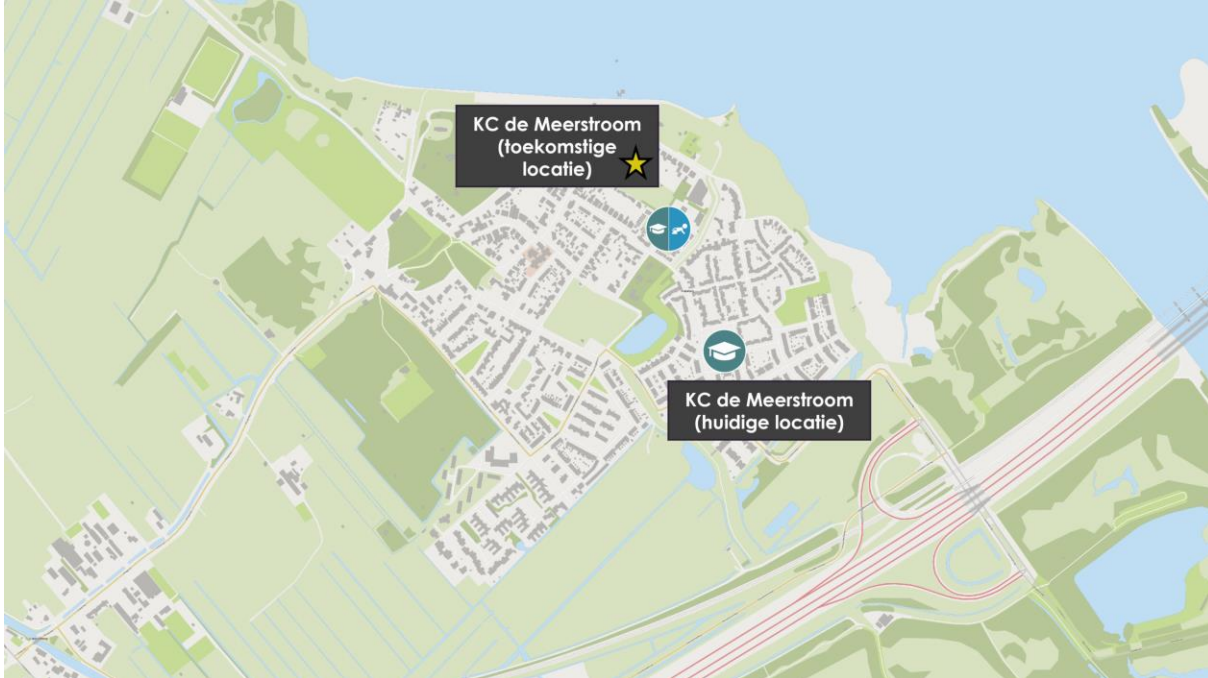 KC de Meerstroom
(toekomstige
locatie)
KC de Meerstroom
(huidige locatie)